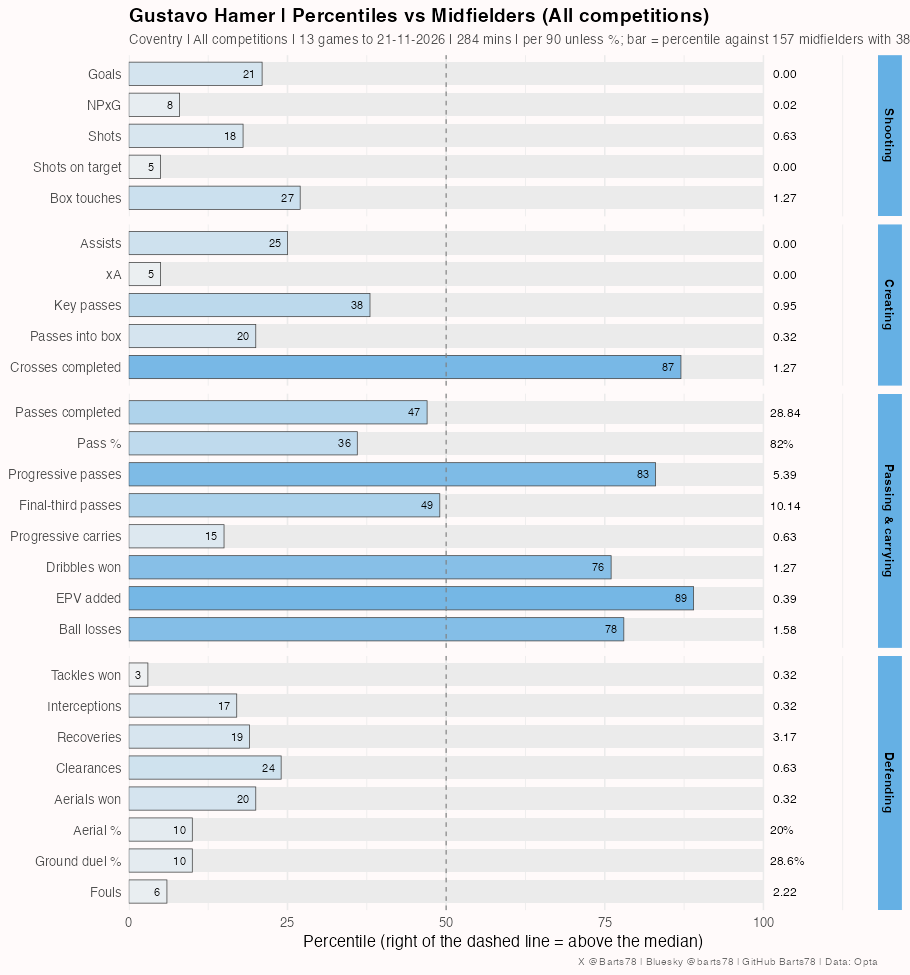 Gustavo Hamer | Percentiles vs Midfielders (All competitions)
Coventry | All competitions | 13 games to 21-11-2026 | 284 mins | per 90 unless %; bar = percentile against 157 midfielders with 38
Shooting
Goals 21 0.00
NPxG 8 0.02
Shots 18 0.63
Shots on target 5 0.00
Box touches 27 1.27
Creating
Assists 25 0.00
xA 5 0.00
Key passes 38 0.95
Passes into box 20 0.32
Crosses completed 87 1.27
Passing & carrying
Passes completed 47 28.84
Pass % 36 82%
Progressive passes 83 5.39
Final-third passes 49 10.14
Progressive carries 15 0.63
Dribbles won 76 1.27
EPV added 89 0.39
Ball losses 78 1.58
Defending
Tackles won 3 0.32
Interceptions 17 0.32
Recoveries 19 3.17
Clearances 24 0.63
Aerials won 20 0.32
Aerial % 10 20%
Ground duel % 10 28.6%
Fouls 6 2.22
0 25 50 75 100
Percentile (right of the dashed line = above the median)
X @Barts78 | Bluesky @barts78 | GitHub Barts78 | Data: Opta